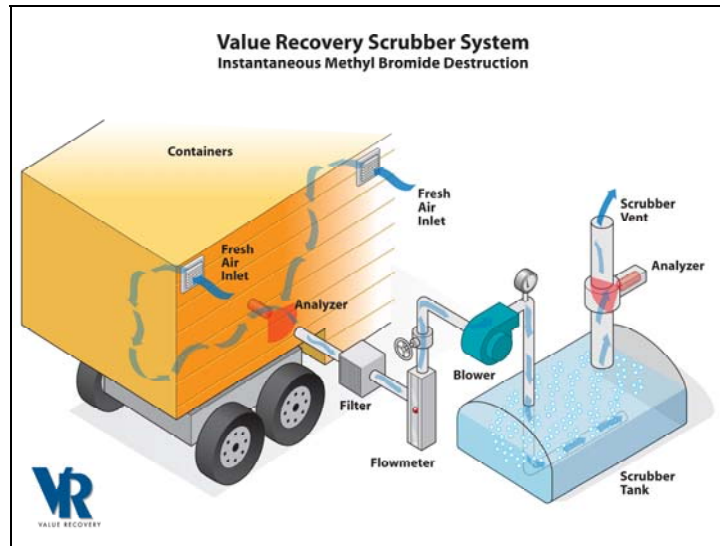 Value Recovery Scrubber System
Instantaneous Methyl Bromide Destruction
Containers
Fresh
Air
Inlet
Fresh
Air
Inlet
Scrubber
Vent
Analyzer
Analyzer
Blower
Filter
Flowmeter
Scrubber
Tank
VR
VALUE RECOVERY